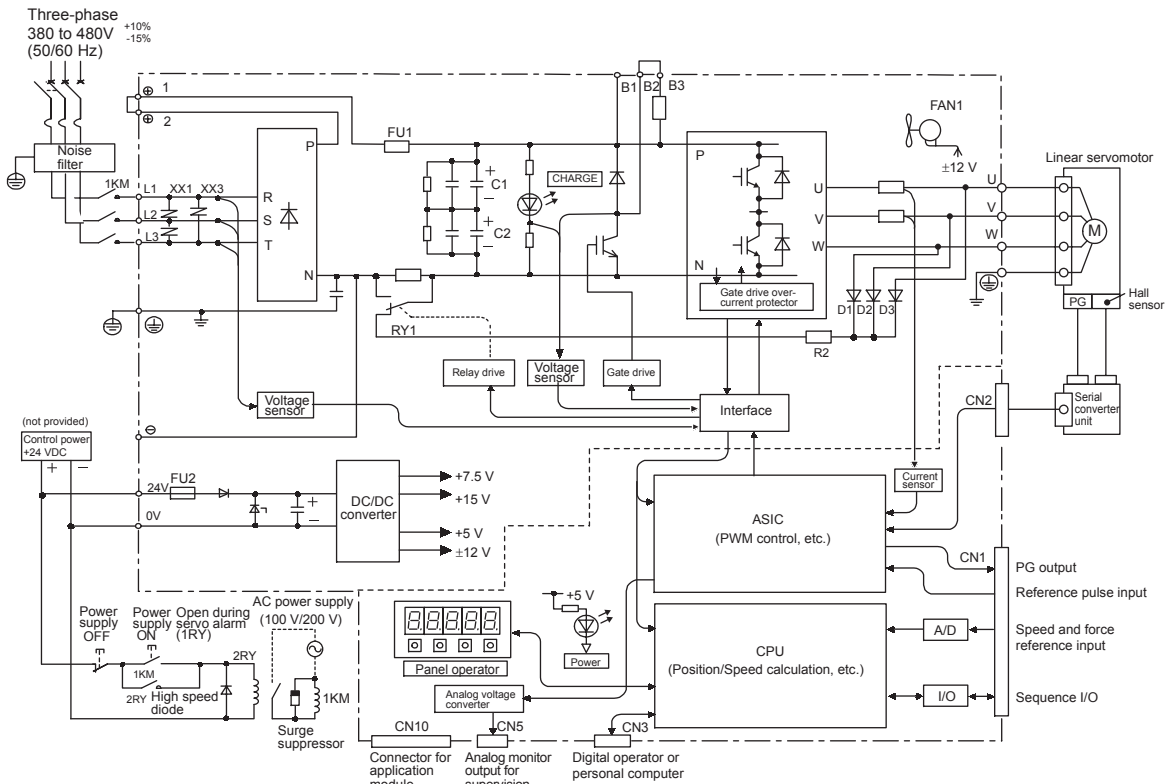 Three-phase
380 to 480V +10%
-15%
(50/60 Hz)
Noise
filter
1KM
⊕ 1
⊕ 2
L1 XX1 XX3
L2
L3
P
R
S
T
N
FU1
+
C1
C2
−
CHARGE
B1 B2 B3
P
N
Gate drive over-
current protector
U
V
W
FAN1
±12 V
Linear servomotor
U
V
W
M
PG
Hall
sensor
D1 D2 D3
R2
RY1
Relay drive
Voltage
sensor
Gate drive
Voltage
sensor
Interface
CN2
Serial
converter
unit
(not provided)
Control power
+24 VDC
+ −
⊖
24V FU2
0V
+
−
DC/DC
converter
+7.5 V
+15 V
+5 V
±12 V
Current
sensor
ASIC
(PWM control, etc.)
CN1
PG output
Reference pulse input
A/D
Speed and force
reference input
I/O
Sequence I/O
CPU
(Position/Speed calculation, etc.)
+5 V
Power
8.8.8.8.8.
Panel operator
Analog voltage
converter
Power
supply
OFF
Power
supply
ON
Open during
servo alarm
(1RY)
1KM
2RY
High speed
diode
2RY
AC power supply
(100 V/200 V)
1KM
Surge
suppressor
CN10
CN5
CN3
Connector for
application
module
Analog monitor
output for
supervision
Digital operator or
personal computer